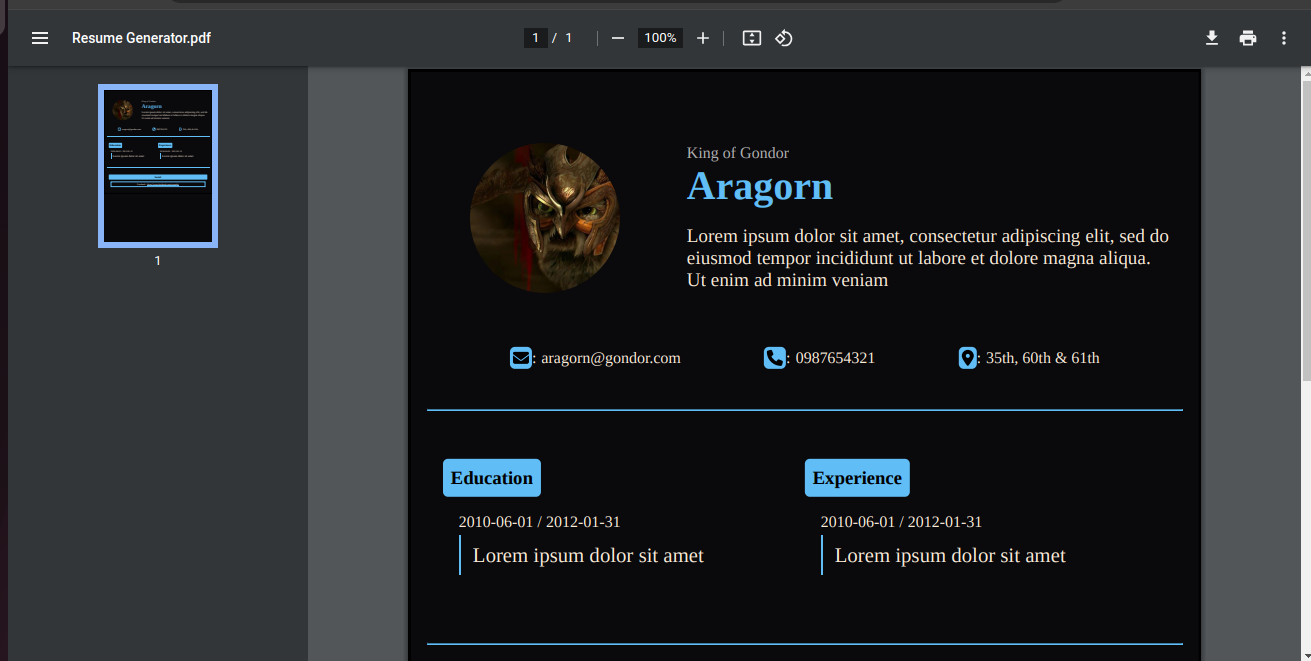 Resume Generator.pdf
1 / 1
100%
1
King of Gondor
Aragorn
Lorem ipsum dolor sit amet, consectetur adipiscing elit, sed do
eiusmod tempor incididunt ut labore et dolore magna aliqua.
Ut enim ad minim veniam
: aragorn@gondor.com
: 0987654321
: 35th, 60th & 61th
Education
2010-06-01 / 2012-01-31
Lorem ipsum dolor sit amet
Experience
2010-06-01 / 2012-01-31
Lorem ipsum dolor sit amet